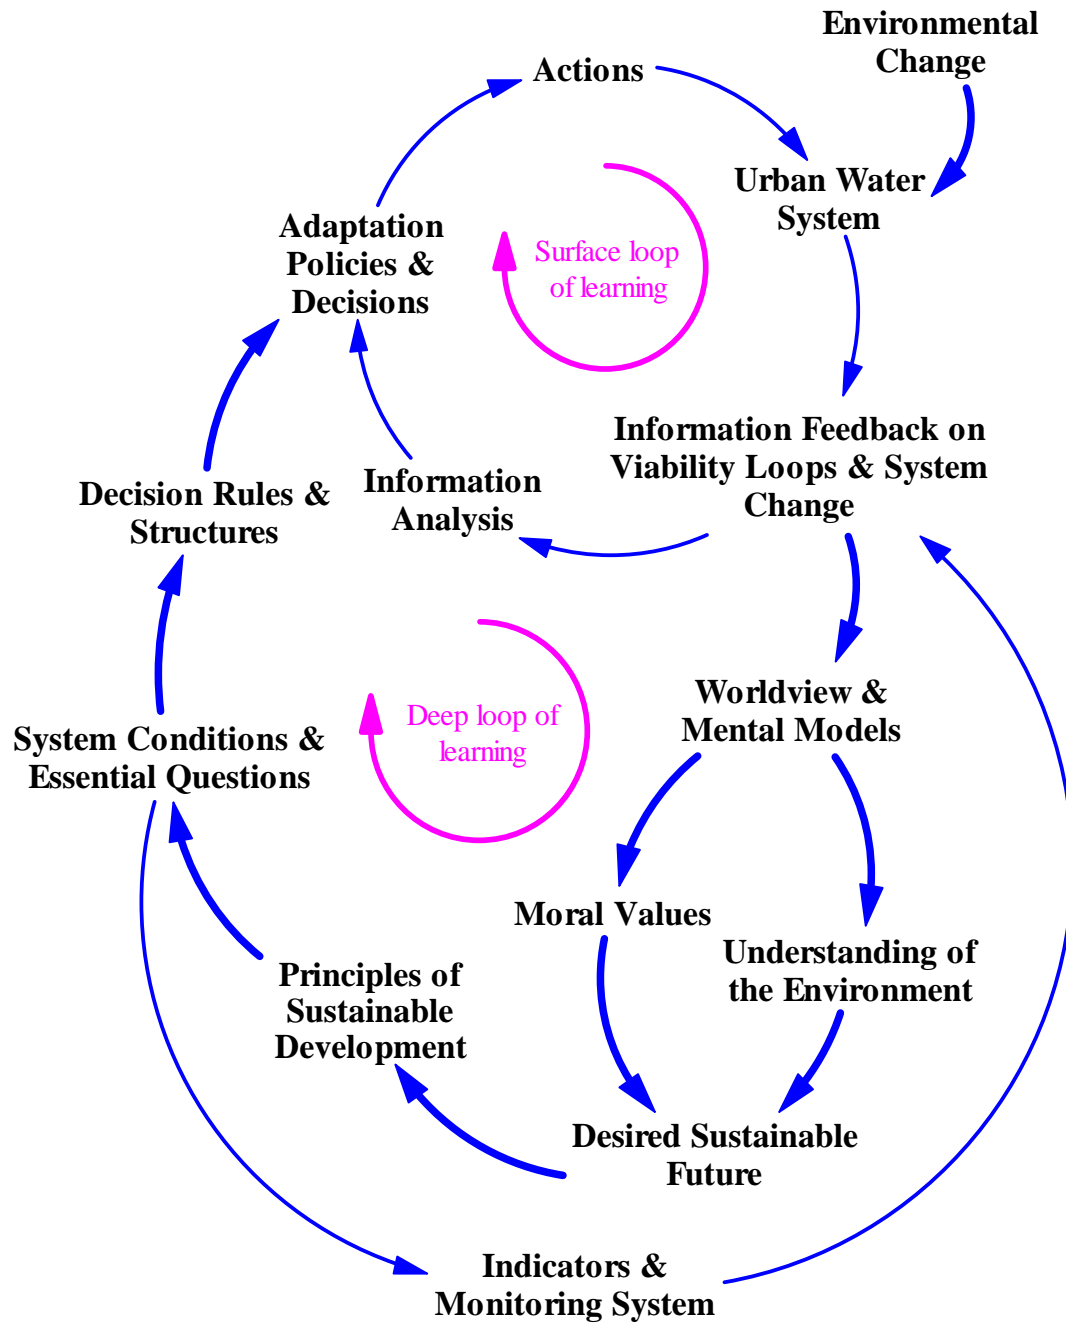 Environmental
Change
Actions
Urban Water
System
Adaptation
Policies &
Decisions
Surface loop
of learning
Information Feedback on
Viability Loops & System
Change
Information
Analysis
Decision Rules &
Structures
Worldview &
Mental Models
Deep loop of
learning
System Conditions &
Essential Questions
Moral Values
Understanding of
the Environment
Principles of
Sustainable
Development
Desired Sustainable
Future
Indicators &
Monitoring System